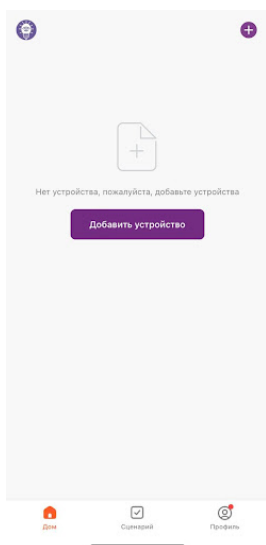 Нет устройства, пожалуйста, добавьте устройства
Добавить устройство
Дом
Сценарий
Профиль